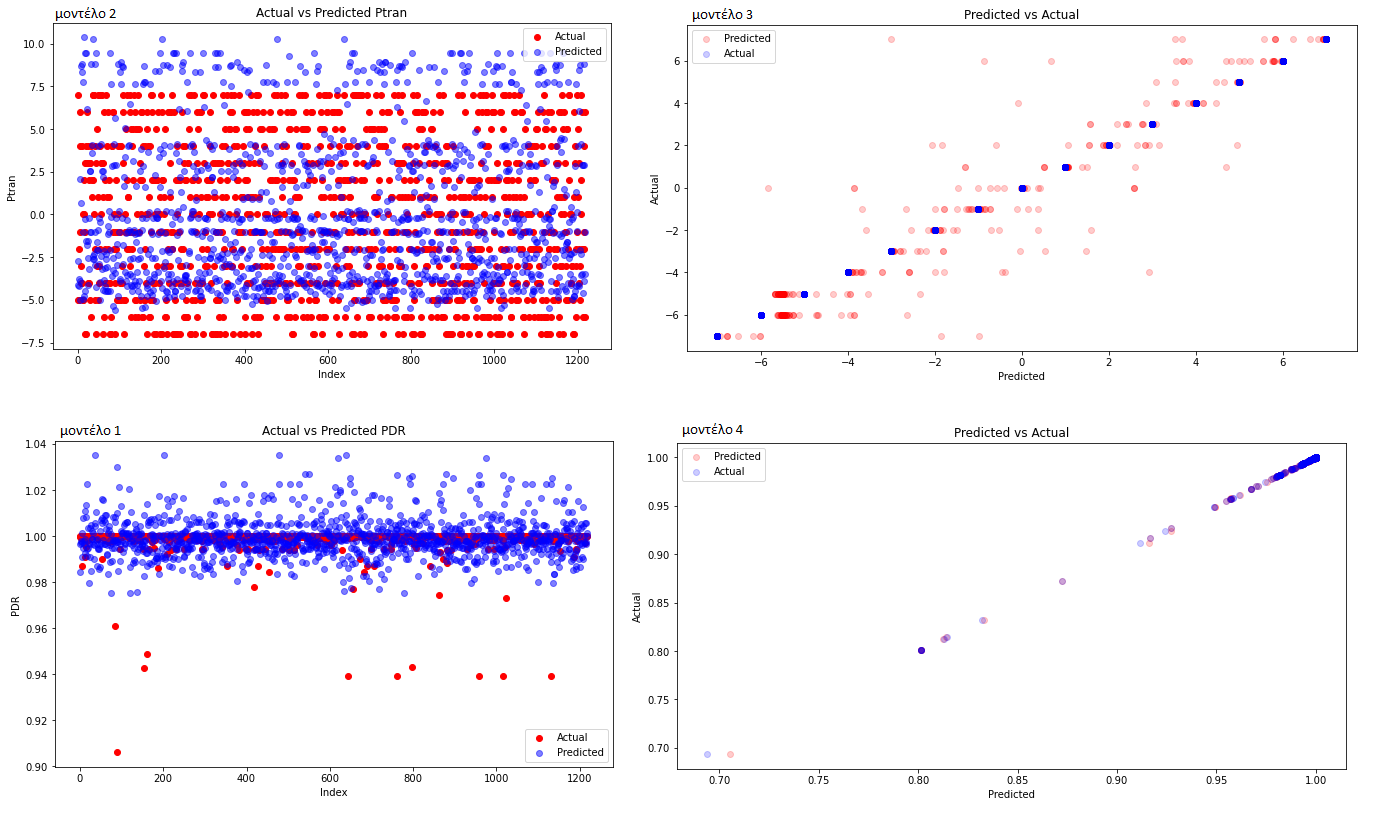 μοντέλο 2
Actual vs Predicted Ptran
Actual
Predicted
10.0
7.5
5.0
2.5
0.0
−2.5
−5.0
−7.5
Ptran
0
200
400
600
800
1000
1200
Index
μοντέλο 3
Predicted vs Actual
Predicted
Actual
6
4
2
0
−2
−4
−6
Actual
−6
−4
−2
0
2
4
6
Predicted
μοντέλο 1
Actual vs Predicted PDR
1.04
1.02
1.00
0.98
0.96
0.94
0.92
0.90
PDR
Actual
Predicted
0
200
400
600
800
1000
1200
Index
μοντέλο 4
Predicted vs Actual
Predicted
Actual
1.00
0.95
0.90
0.85
0.80
0.75
0.70
Actual
0.70
0.75
0.80
0.85
0.90
0.95
1.00
Predicted